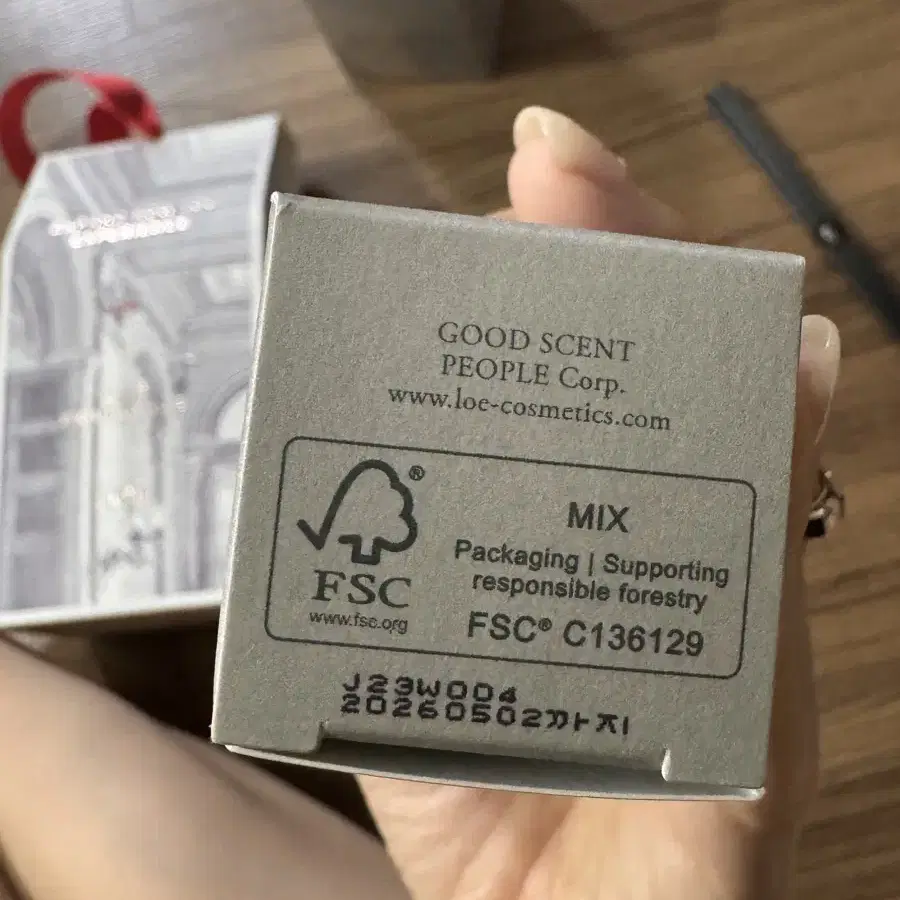 GOOD SCENT
PEOPLE Corp.
www.loe-cosmetics.com
FSC®
www.fsc.org
MIX
Packaging | Supporting
responsible forestry
FSC® C136129
J23W004
20260502까지